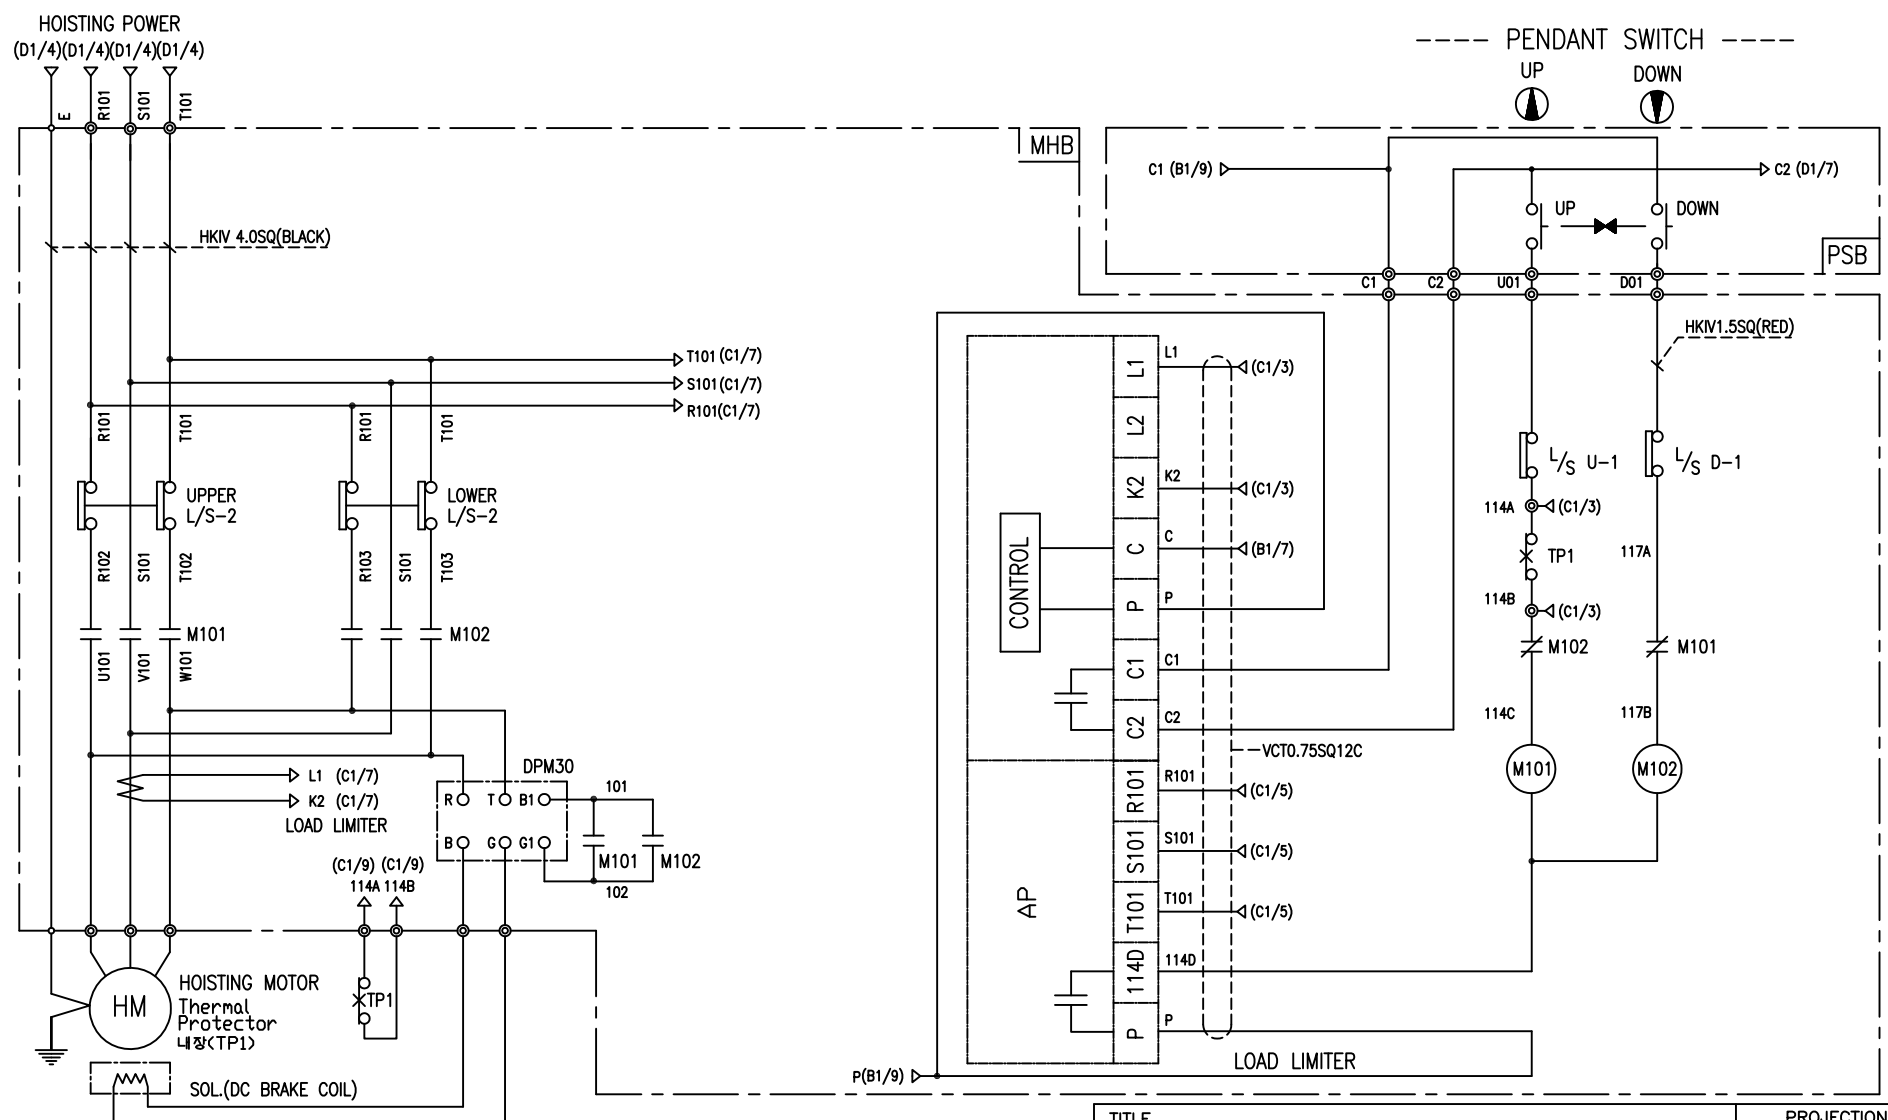 HOISTING POWER
(D1/4)(D1/4)(D1/4)(D1/4)
E
R101
S101
T101
MHB
HKIV 4.0SQ(BLACK)
T101 (C1/7)
S101 (C1/7)
R101(C1/7)
R101
T101
R101
T101
UPPER
L/S-2
LOWER
L/S-2
R102
S101
T102
R103
S101
T103
M101
M102
U101
V101
W101
L1 (C1/7)
K2 (C1/7)
LOAD LIMITER
DPM30
R
T
B1
101
B
G
G1
M101
M102
102
(C1/9) (C1/9)
114A 114B
HM
HOISTING MOTOR
Thermal
Protector
내장(TP1)
TP1
SOL.(DC BRAKE COIL)
PENDANT SWITCH
UP
DOWN
C1 (B1/9)
C2 (D1/7)
UP
DOWN
PSB
C1
C2
U01
D01
HKIV1.5SQ(RED)
L1
L1
(C1/3)
L2
K2
K2
(C1/3)
C
C
(B1/7)
P
P
CONTROL
C1
C1
C2
C2
VCT0.75SQ12C
R101
R101
(C1/5)
S101
S101
(C1/5)
T101
T101
(C1/5)
AP
114D
114D
P
P
LOAD LIMITER
P(B1/9)
L/S U-1
L/S D-1
114A
(C1/3)
TP1
117A
114B
(C1/3)
M102
M101
114C
117B
M101
M102
TITLE
PROJECTION